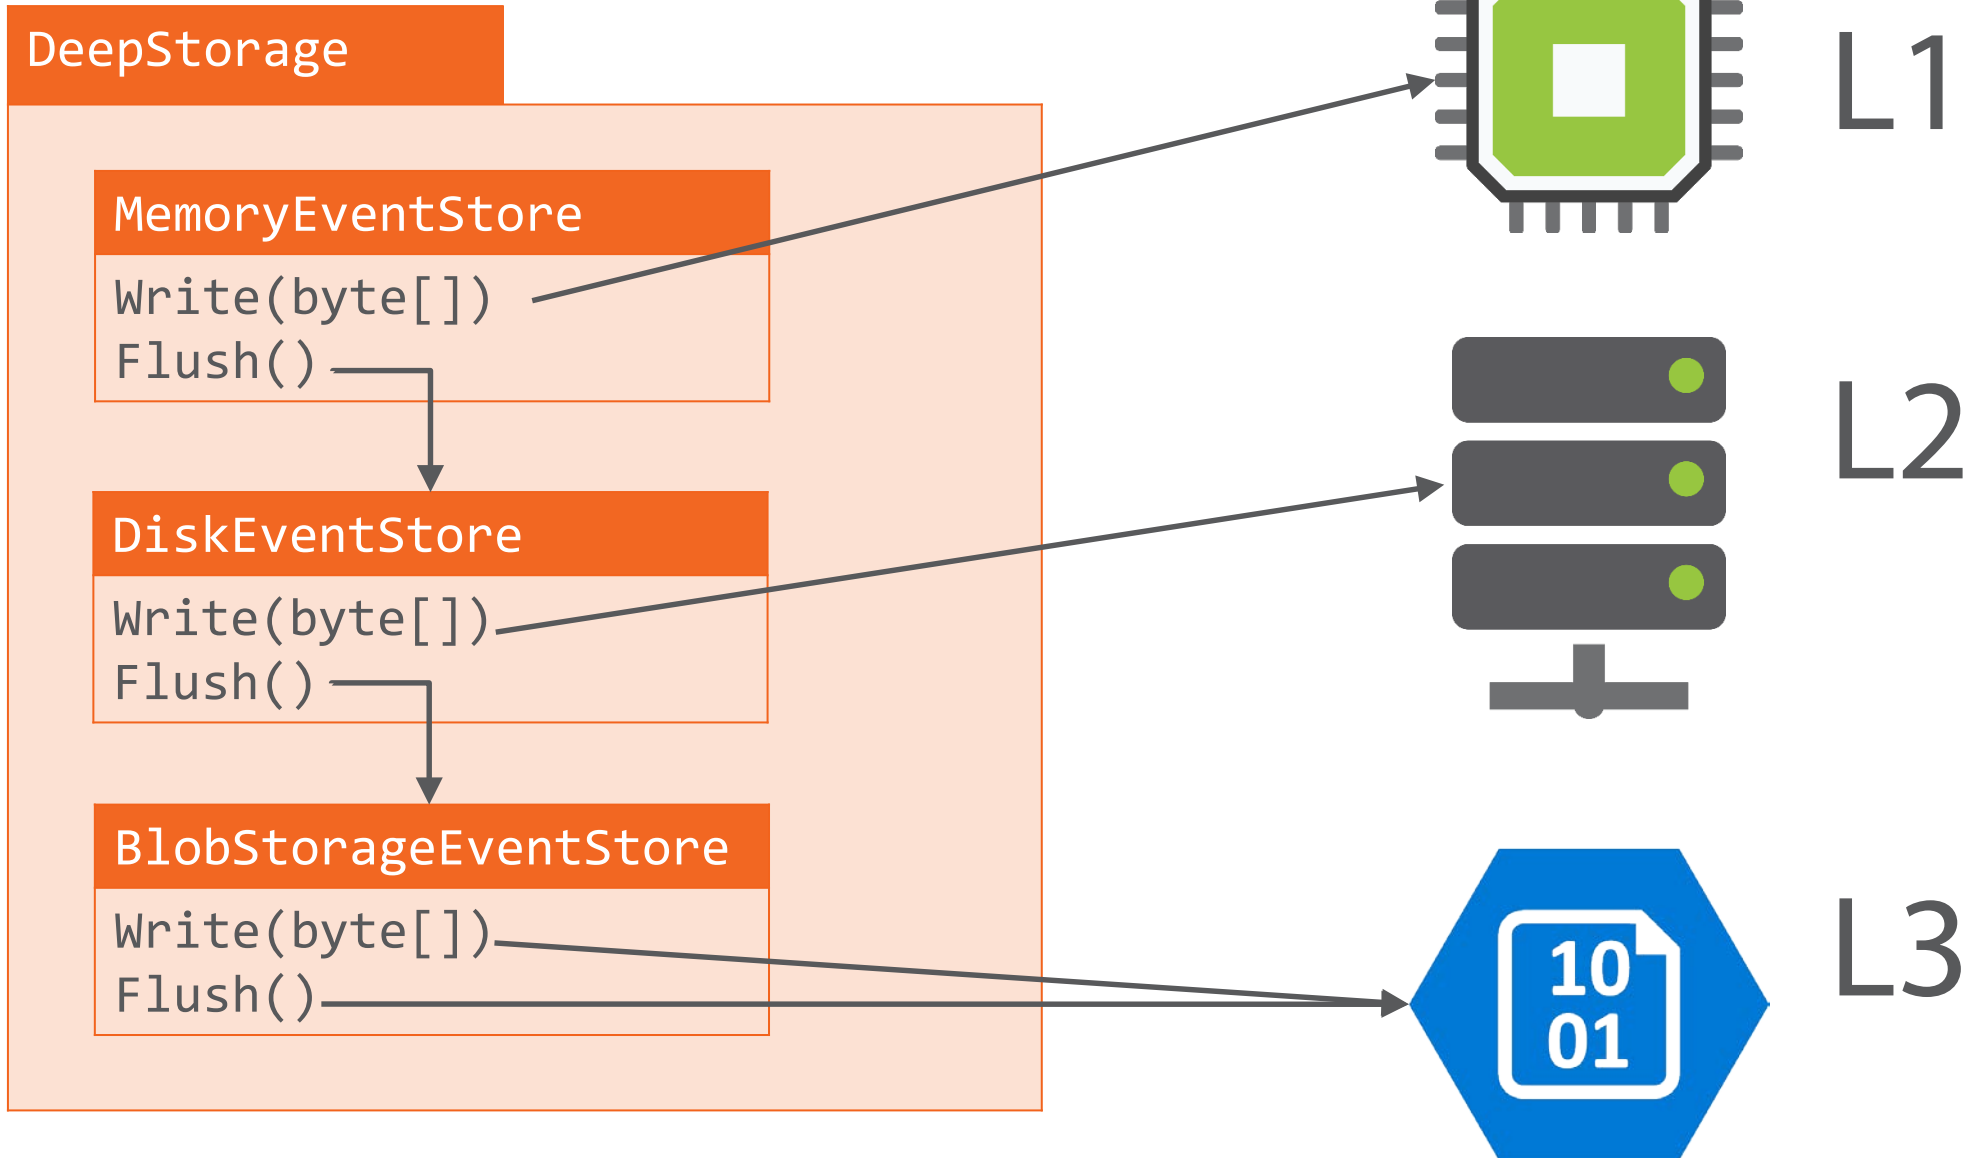 DeepStorage
MemoryEventStore
Write(byte[])
Flush()
DiskEventStore
Write(byte[])
Flush()
BlobStorageEventStore
Write(byte[])
Flush()
L1
L2
L3
10
01